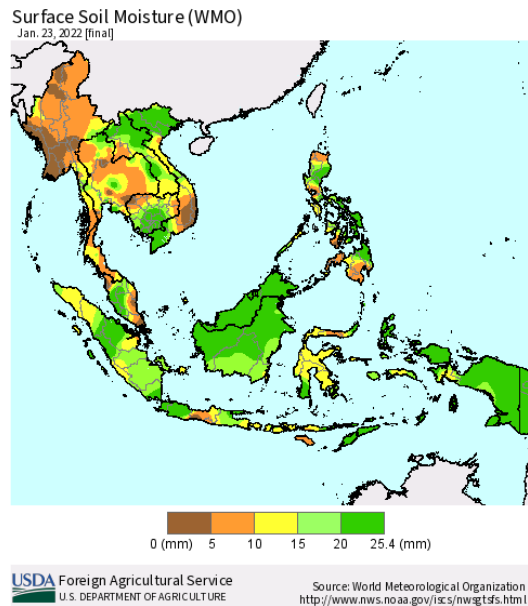 Surface Soil Moisture (WMO)
Jan. 23, 2022 [final]
0 (mm) 5 10 15 20 25.4 (mm)
USDA Foreign Agricultural Service
U.S. DEPARTMENT OF AGRICULTURE
Source: World Meteorological Organization
http://www.nws.noaa.gov/iscs/nwsgtsfs.html